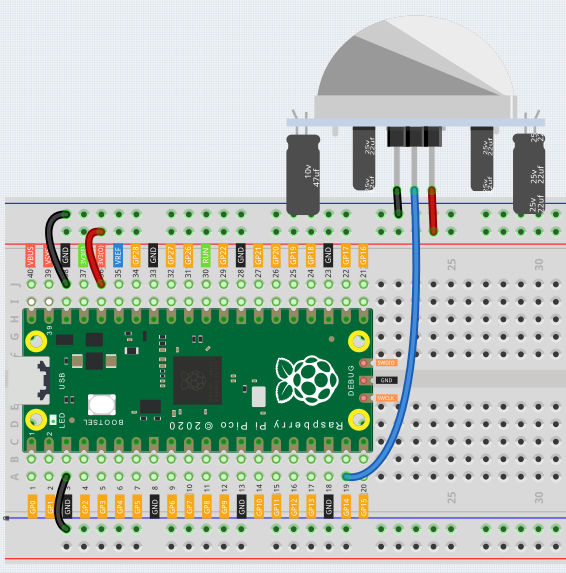 10v
47uf
25v
22uf
25v
22uf
25v
22uf
25v
22uf
VBUS
VSYS
GND
3V3(O)
VREF
GP28
GND
GP27
GP26
RUN
GP22
GND
GP21
GP20
GP19
GP18
GND
GP17
GP16
40
39
38
37
36
35
34
33
32
31
30
29
28
27
26
25
24
23
22
21
25
30
J
I
H
G
F
39
USB
LED
BOOTSEL
Raspberry Pi Pico © 2020
DEBUG
SWDIO
GND
SWCLK
E
D
C
B
A
1
2
1
2
3
4
5
6
7
8
9
10
11
12
13
14
15
16
17
18
19
20
25
30
GP0
GP1
GND
GP2
GP3
GP4
GP5
GND
GP6
GP7
GP8
GP9
GND
GP10
GP11
GP12
GP13
GND
GP14
GP15